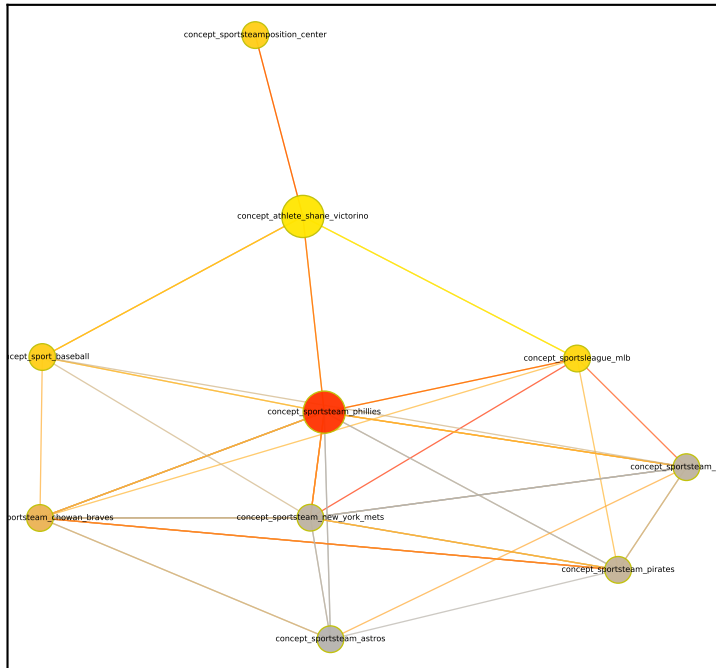 concept_sportsteamposition_center
concept_athlete_shane_victorino
cept_sport_baseball
concept_sportsleague_mlb
concept_sportsteam_phillies
concept_sportsteam_
portsteam_chowan_braves
concept_sportsteam_new_york_mets
concept_sportsteam_pirates
concept_sportsteam_astros